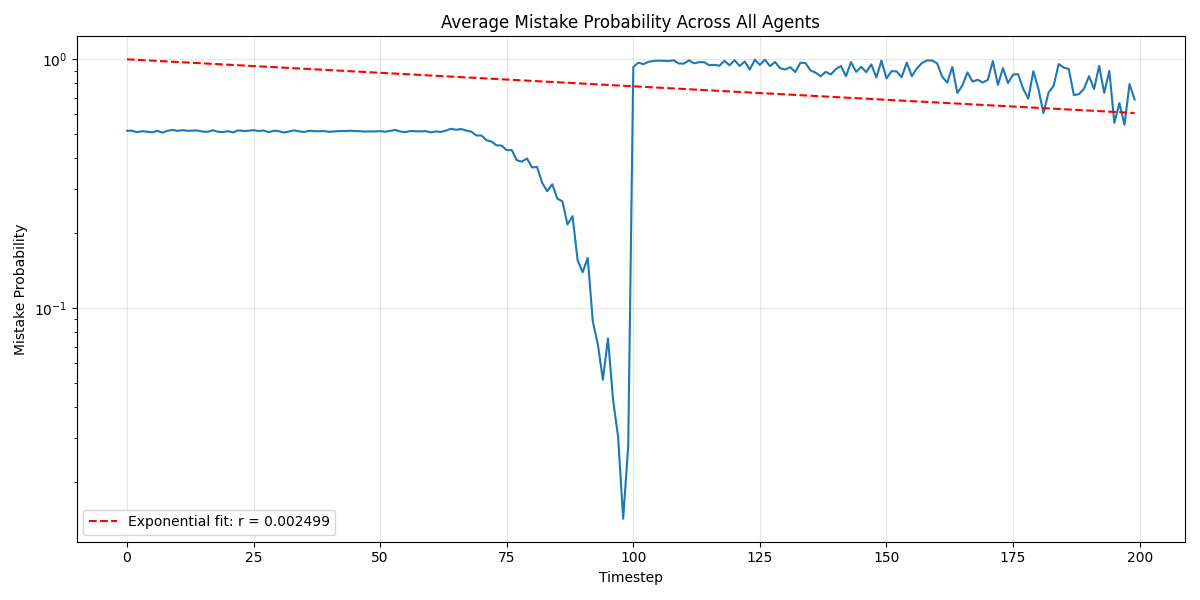 Average Mistake Probability Across All Agents
Mistake Probability
10⁰
10⁻¹
Exponential fit: r = 0.002499
0 25 50 75 100 125 150 175 200
Timestep